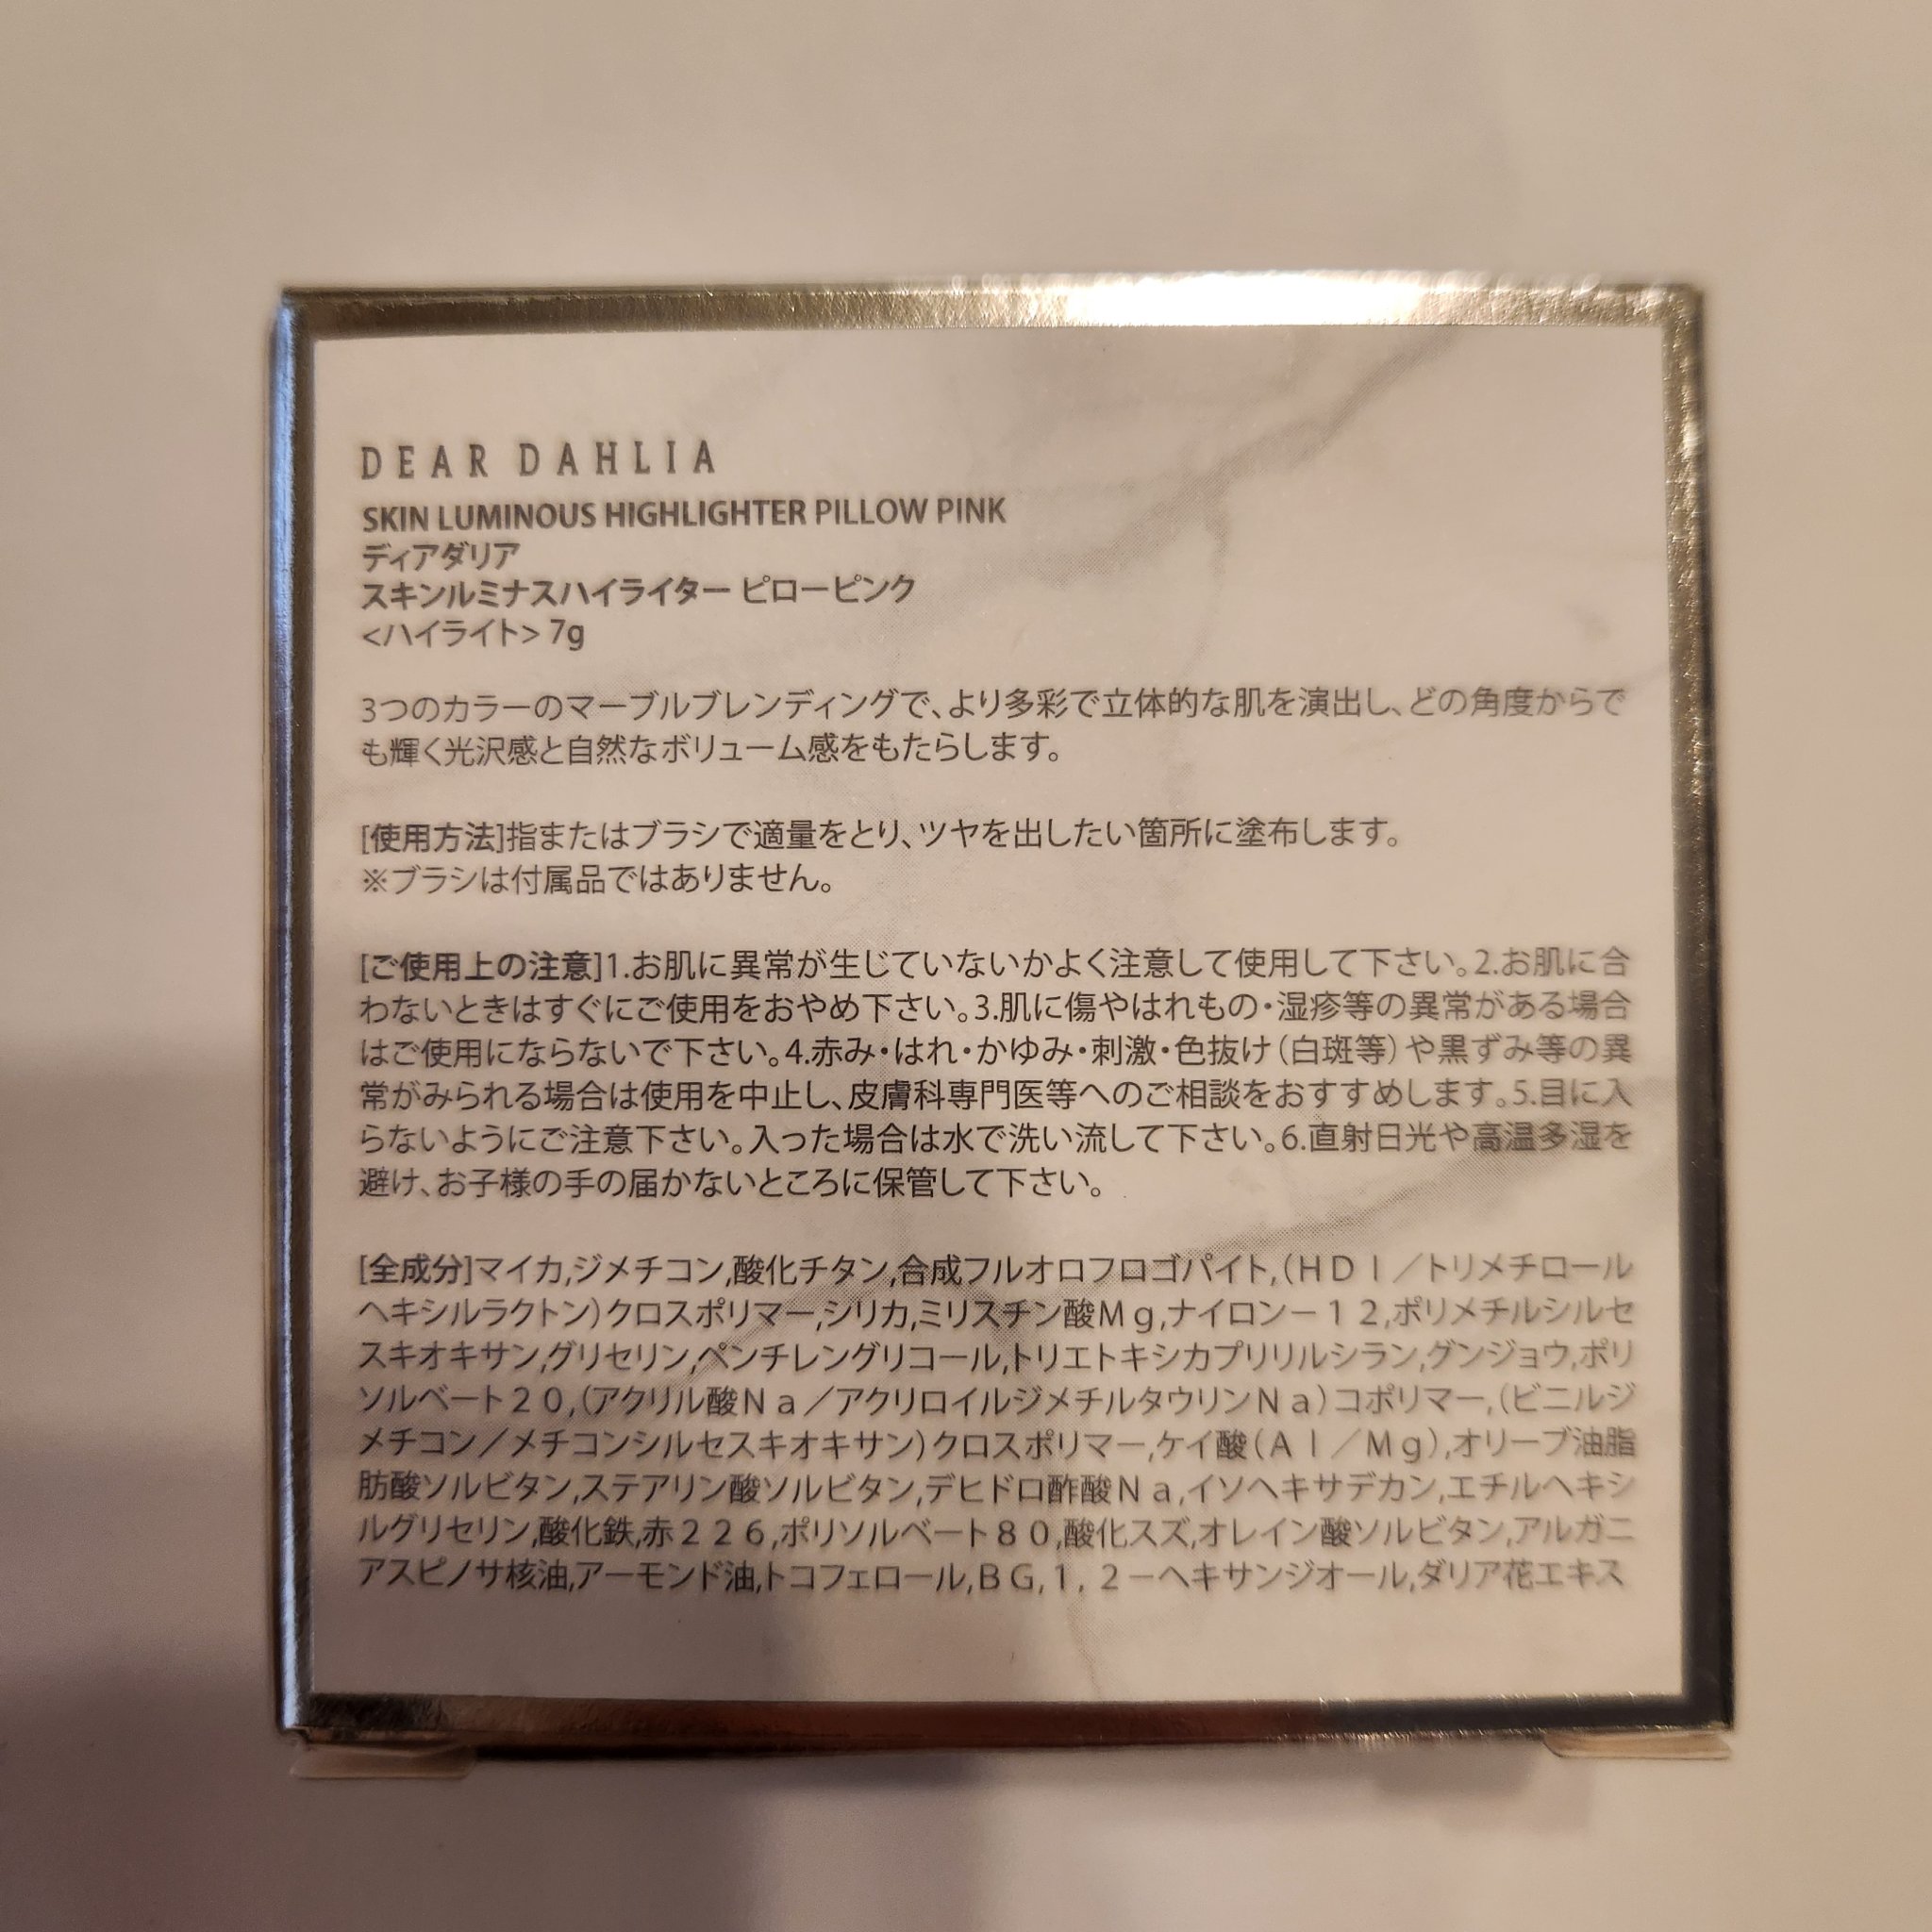 DEAR DAHLIA
SKIN LUMINOUS HIGHLIGHTER PILLOW PINK
ディアダリア
スキンルミナスハイライター ピローピンク
<ハイライト> 7g
3つのカラーのマーブルブレンディングで、より多彩で立体的な肌を演出し、どの角度からで
も輝く光沢感と自然なボリューム感をもたらします。
[使用方法]指またはブラシで適量をとり、ツヤを出したい箇所に塗布します。
※ブラシは付属品ではありません。
[ご使用上の注意]1.お肌に異常が生じていないかよく注意して使用して下さい。2.お肌に合
わないときはすぐにご使用をおやめ下さい。3.肌に傷やはれもの・湿疹等の異常がある場合
はご使用にならないで下さい。4.赤み・はれ・かゆみ・刺激・色抜け(白斑等)や黒ずみ等の異
常がみられる場合は使用を中止し、皮膚科専門医等へのご相談をおすすめします。5.目に入
らないようにご注意下さい。入った場合は水で洗い流して下さい。6.直射日光や高温多湿を
避け、お子様の手の届かないところに保管して下さい。
[全成分]マイカ,ジメチコン,酸化チタン,合成フルオロフロゴパイト,(ＨＤＩ／トリメチロール
ヘキシルラクトン)クロスポリマー,シリカ,ミリスチン酸Ｍｇ,ナイロン－１２,ポリメチルシルセ
スキオキサン,グリセリン,ペンチレングリコール,トリエトキシカプリリルシラン,グンジョウ,ポリ
ソルベート２０,(アクリル酸Ｎａ／アクリロイルジメチルタウリンＮａ)コポリマー,(ビニルジ
メチコン／メチコンシルセスキオキサン)クロスポリマー,ケイ酸(Ａｌ／Ｍｇ),オリーブ油脂
肪酸ソルビタン,ステアリン酸ソルビタン,デヒドロ酢酸Ｎａ,イソヘキサデカン,エチルヘキシ
ルグリセリン,酸化鉄,赤２２６,ポリソルベート８０,酸化スズ,オレイン酸ソルビタン,アルガニ
アスピノサ核油,アーモンド油,トコフェロール,ＢＧ,１，２－ヘキサンジオール,ダリア花エキス